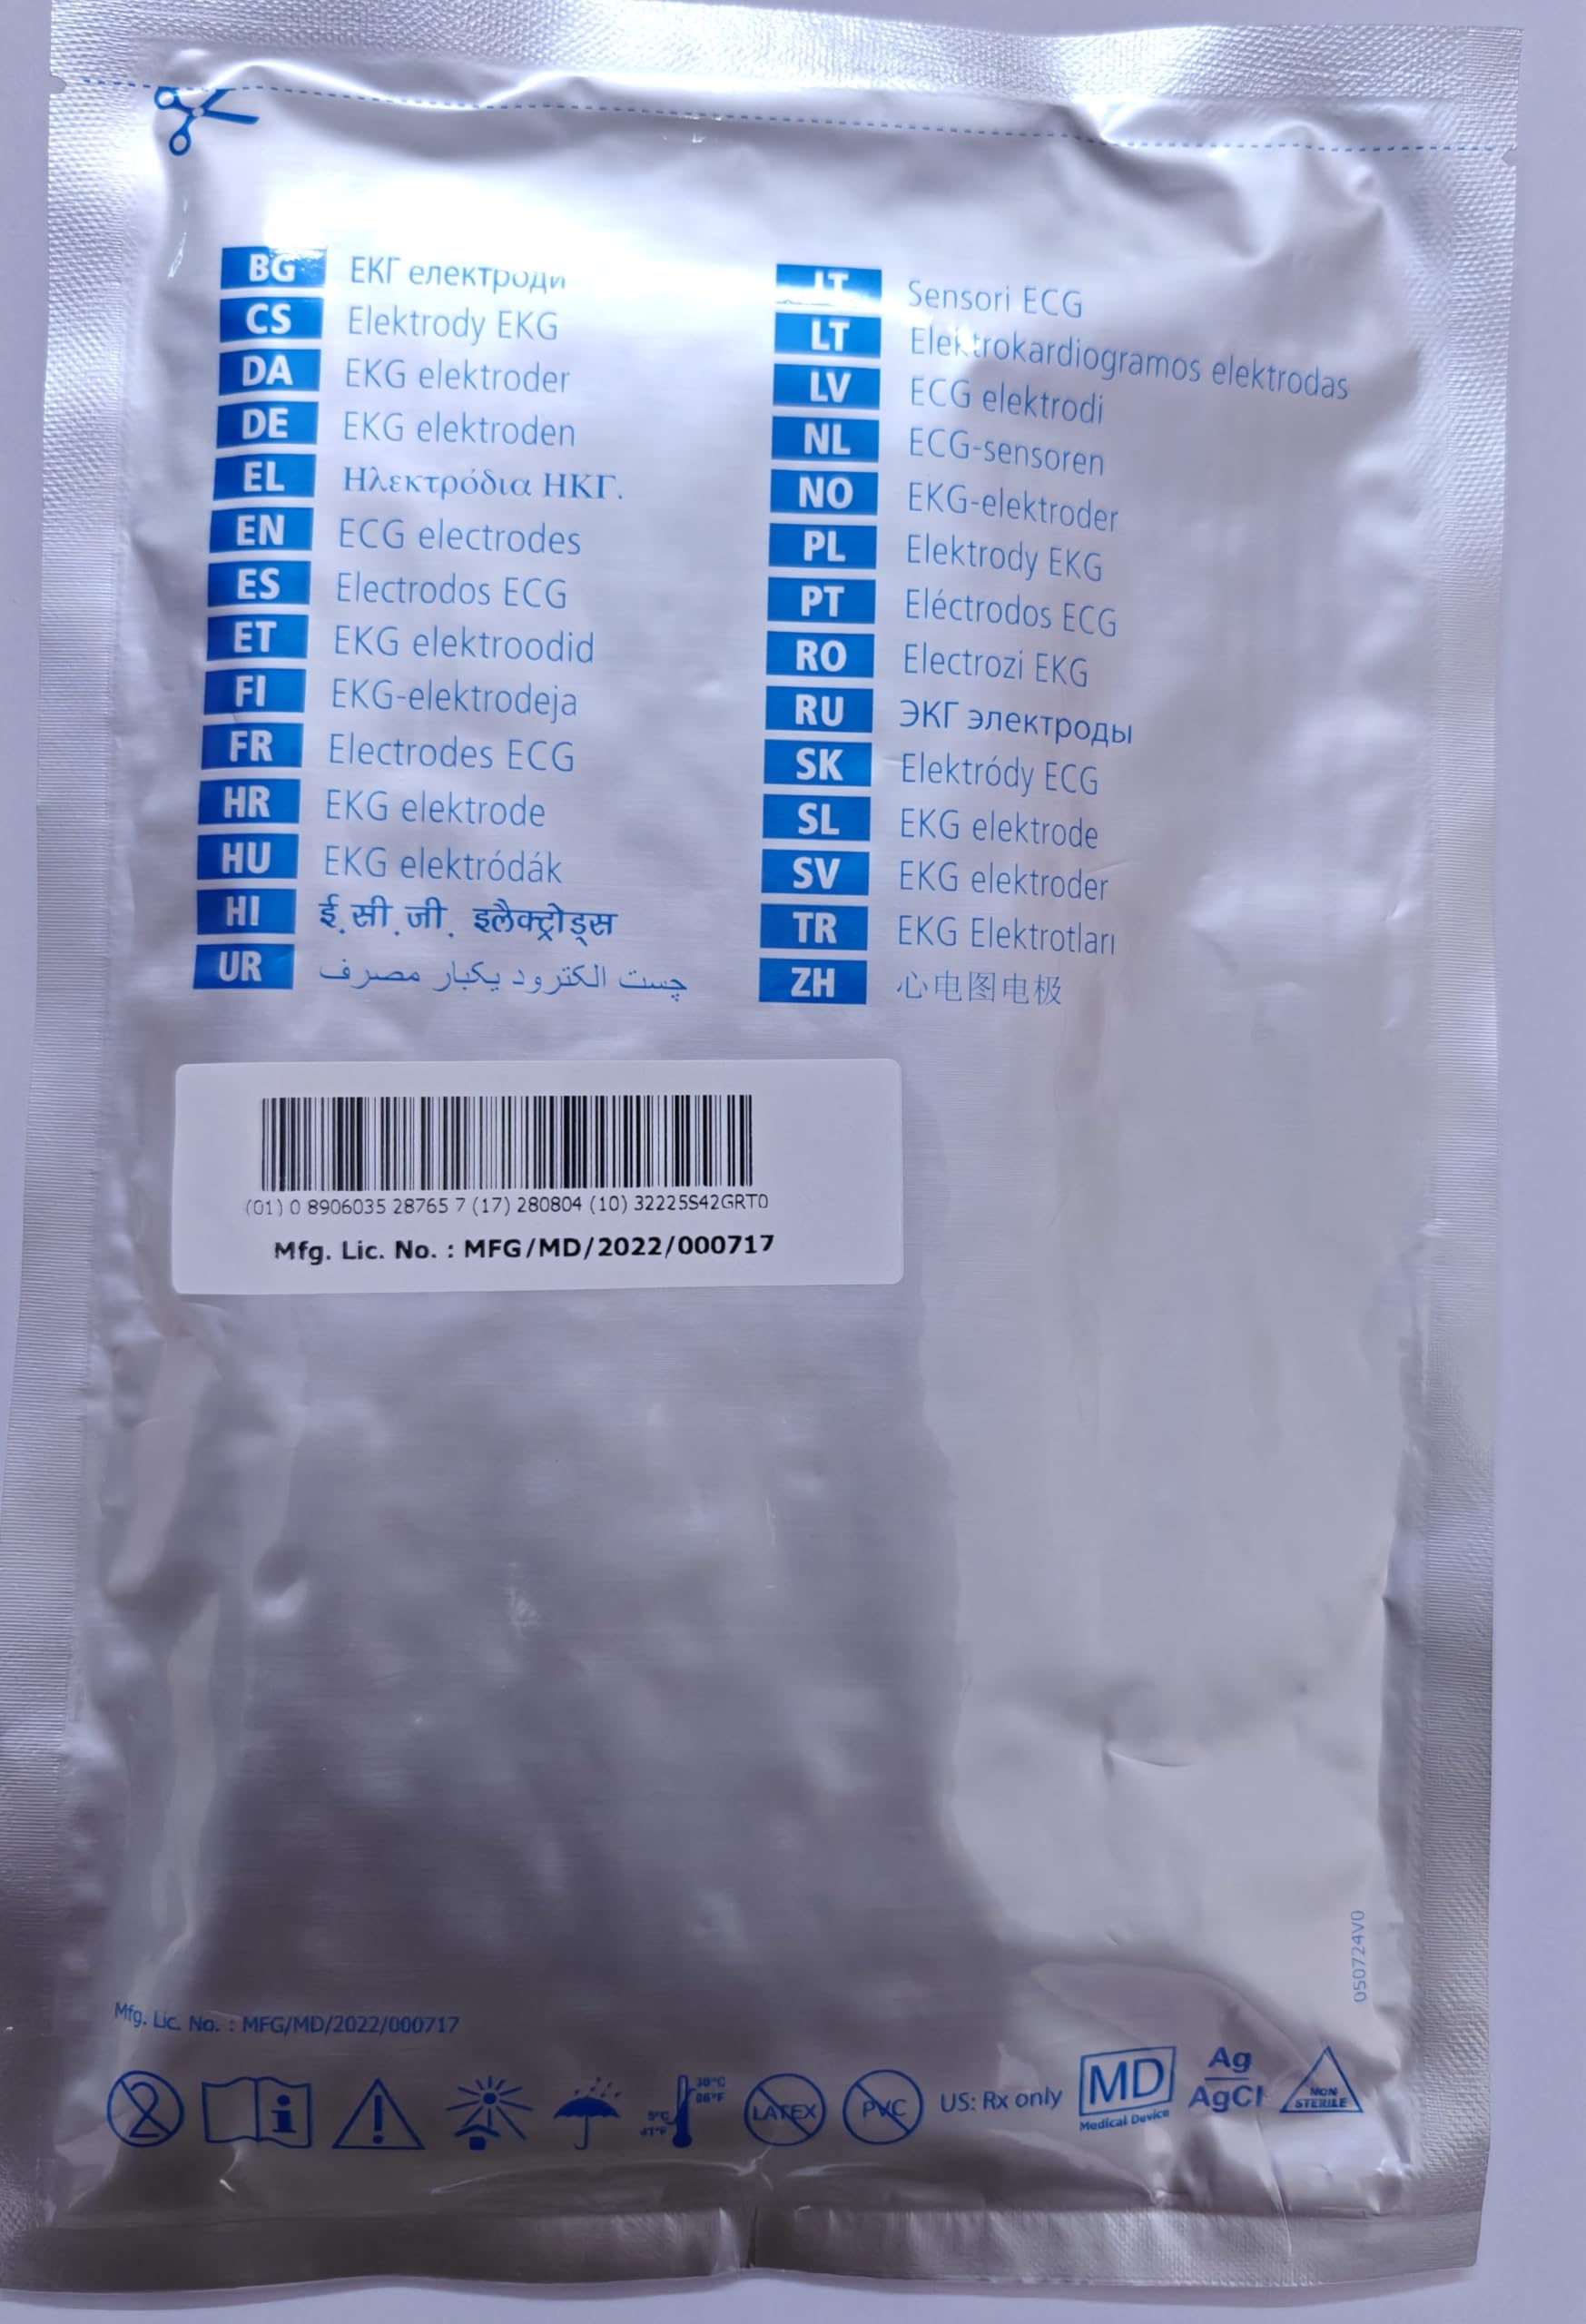 BG ЕКГ електроди
CS Elektrody EKG
DA EKG elektroder
DE EKG elektroden
EL Ηλεκτρόδια ΗΚΓ.
EN ECG electrodes
ES Electrodos ECG
ET EKG elektroodid
FI EKG-elektrodeja
FR Electrodes ECG
HR EKG elektrode
HU EKG elektródák
HI ई.सी.जी. इलैक्ट्रोड्स
UR چست الکترود یکبار مصرف
IT Sensori ECG
LT Elektrokardiogramos elektrodas
LV ECG elektrodi
NL ECG-sensoren
NO EKG-elektroder
PL Elektrody EKG
PT Eléctrodos ECG
RO Electrozi EKG
RU ЭКГ электроды
SK Elektródy ECG
SL EKG elektrode
SV EKG elektroder
TR EKG Elektrotları
ZH 心电图电极
(01) 0 8906035 28765 7 (17) 280804 (10) 32225S42GRT0
Mfg. Lic. No. : MFG/MD/2022/000717
050724V0
Mfg. Lic. No. : MFG/MD/2022/000717
2
i
!
30°C
86°F
5°C
41°F
LATEX
PVC
US: Rx only
MD
Medical Device
Ag
AgCl
NON
STERILE